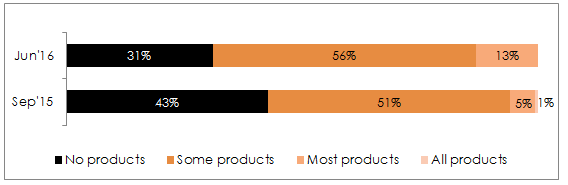 Jun'16 31% 56% 13%
Sep'15 43% 51% 5% 1%
No products Some products Most products All products